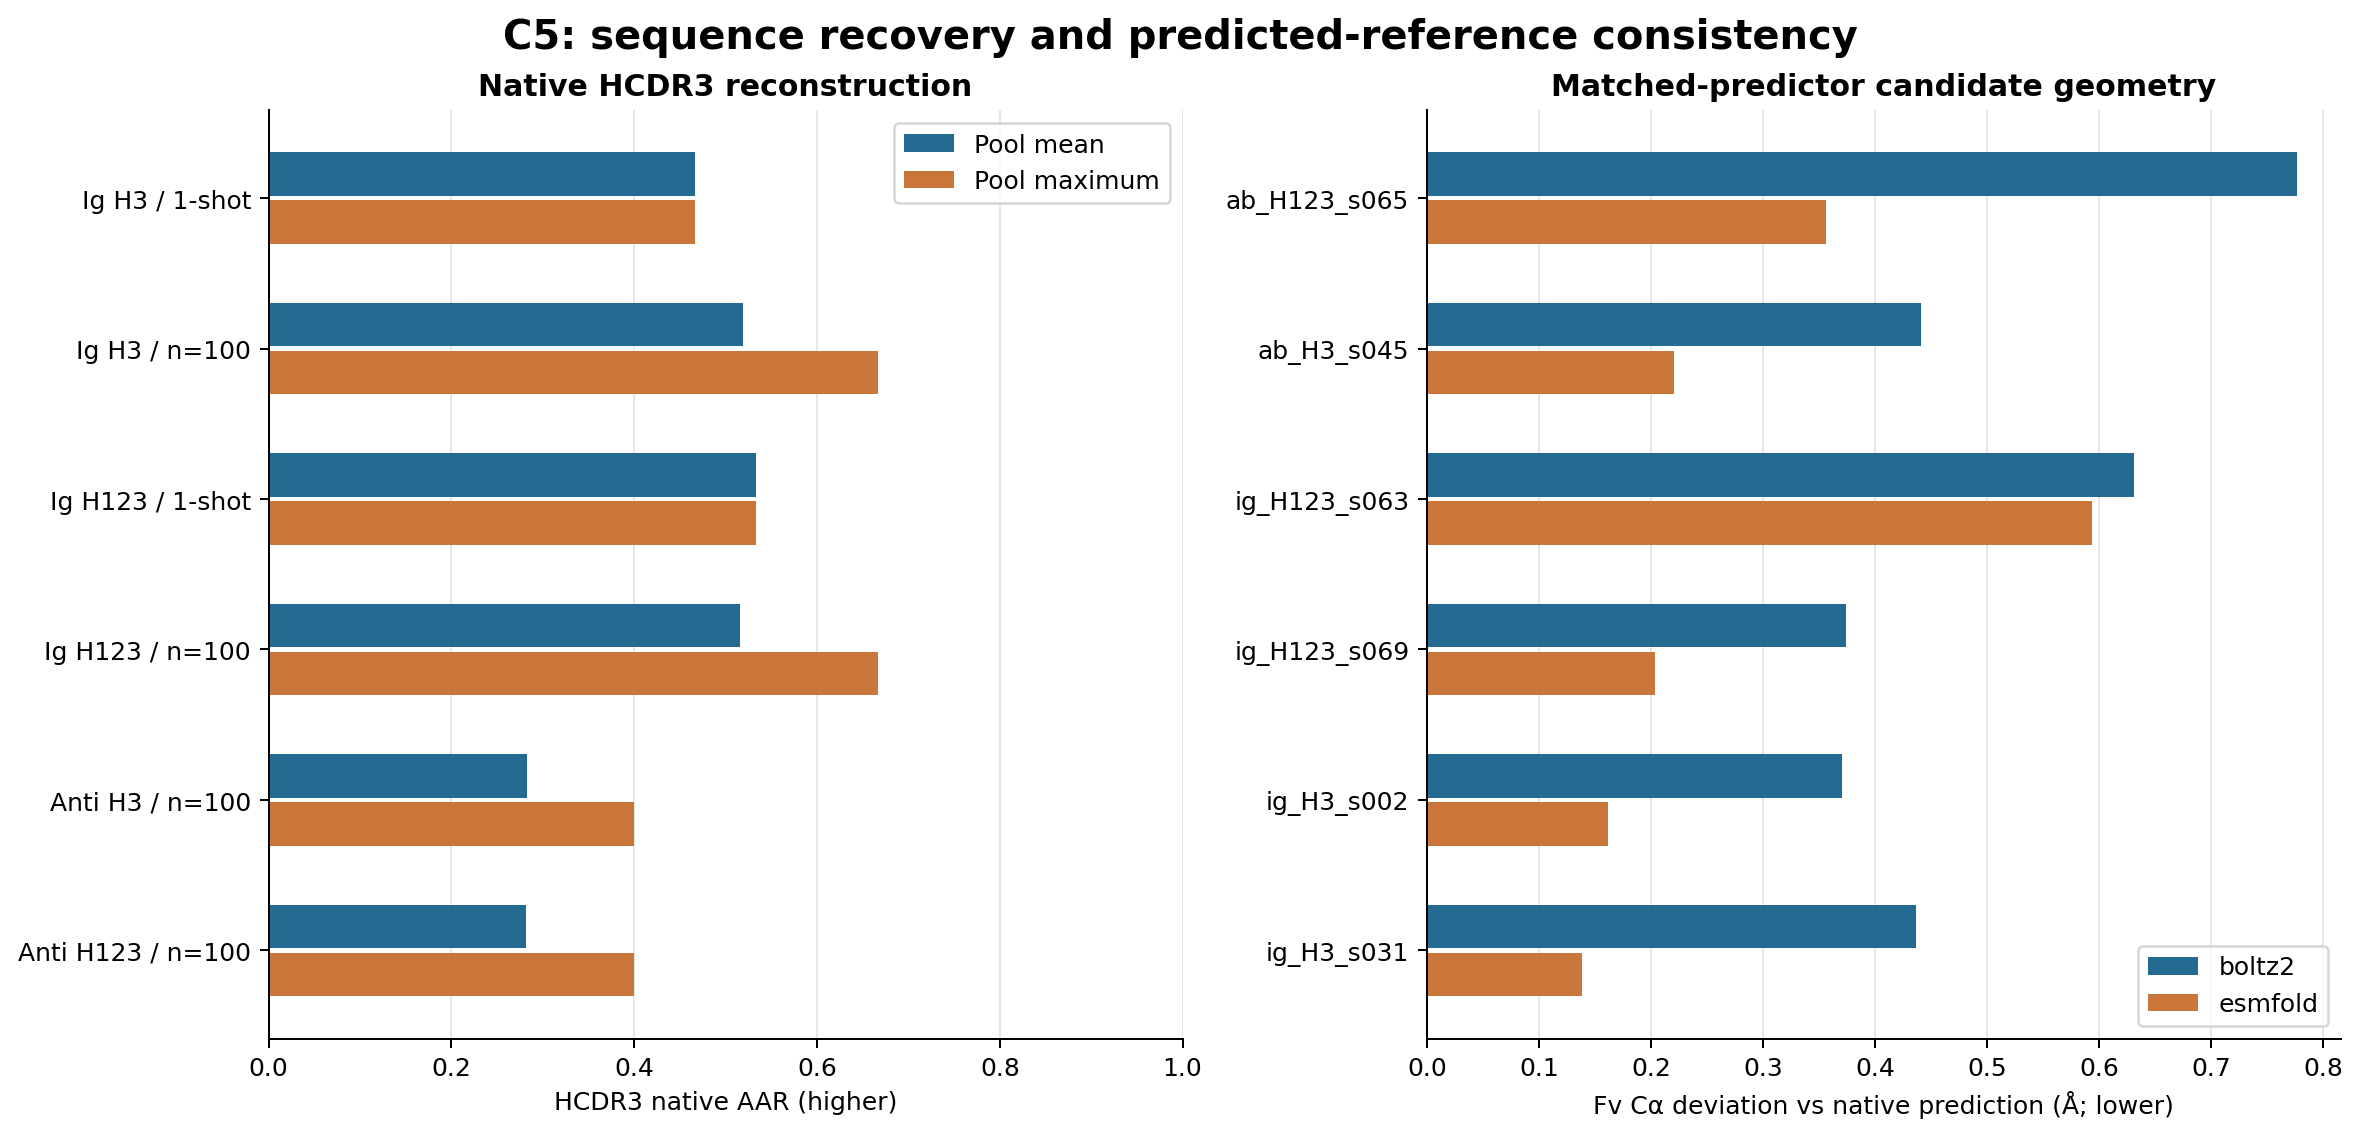 C5: sequence recovery and predicted-reference consistency
Native HCDR3 reconstruction
Pool mean
Pool maximum
Ig H3 / 1-shot
Ig H3 / n=100
Ig H123 / 1-shot
Ig H123 / n=100
Anti H3 / n=100
Anti H123 / n=100
0.0 0.2 0.4 0.6 0.8 1.0
HCDR3 native AAR (higher)
Matched-predictor candidate geometry
ab_H123_s065
ab_H3_s045
ig_H123_s063
ig_H123_s069
ig_H3_s002
ig_H3_s031
boltz2
esmfold
0.0 0.1 0.2 0.3 0.4 0.5 0.6 0.7 0.8
Fv Cα deviation vs native prediction (Å; lower)